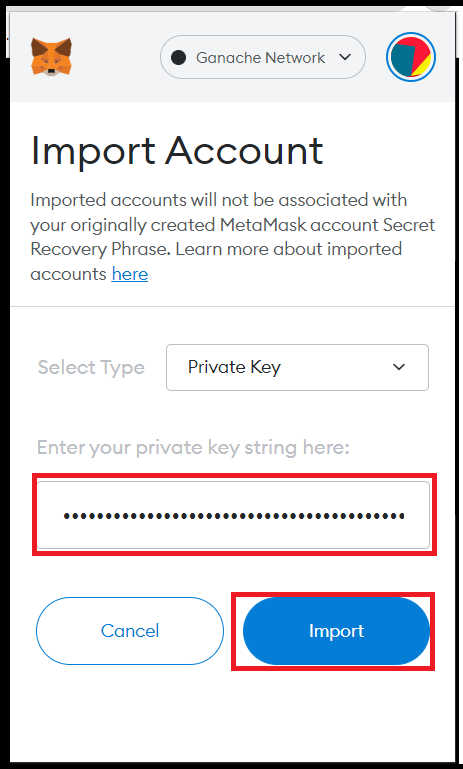 Ganache Network
Import Account
Imported accounts will not be associated with
your originally created MetaMask account Secret
Recovery Phrase. Learn more about imported
accounts here
Select Type
Private Key
Enter your private key string here:
••••••••••••••••••••••••••••••••••••••••••
Cancel
Import